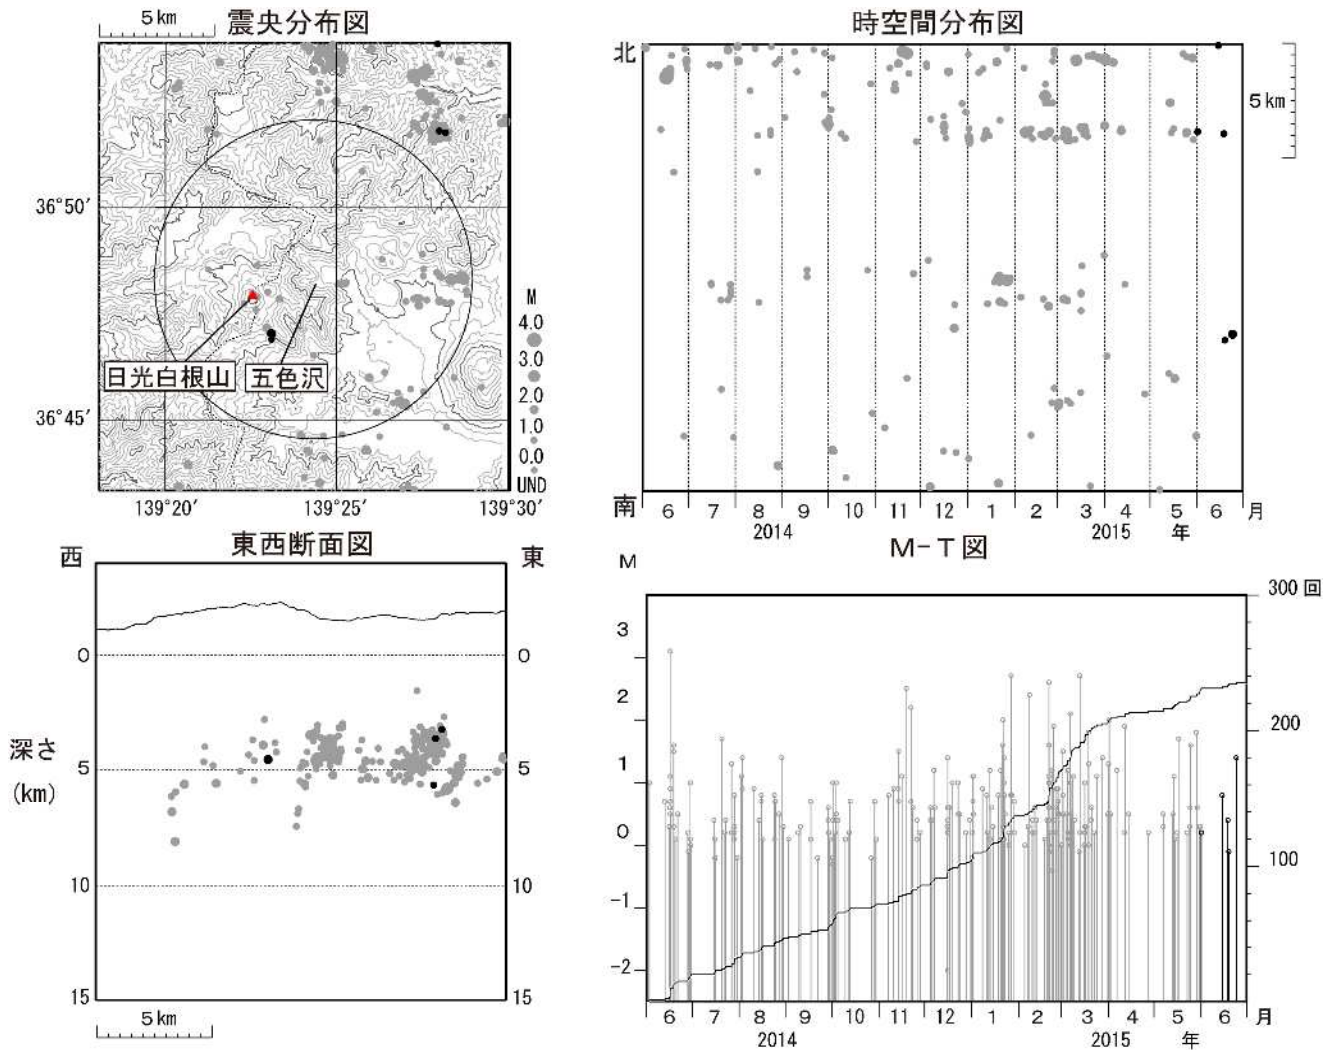 5 km
震央分布図
36°50′
36°45′
日光白根山
五色沢
M
4.0
3.0
2.0
1.0
0.0
UND
139°20′ 139°25′ 139°30′
時空間分布図
北
5 km
南
6 7 8 9 10 11 12 1 2 3 4 5 6 月
2014 2015 年
東西断面図
西 東
0 0
深さ
(km)
5 5
10 10
15 15
5 km
M-T図
M
300 回
3
2
200
1
0
100
-1
-2
6 7 8 9 10 11 12 1 2 3 4 5 6 月
2014 2015 年